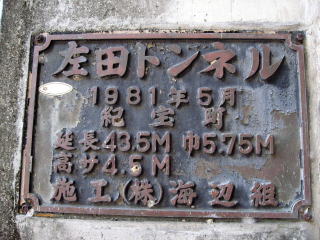 庄田トンネル
1981年5月
紀宝町
延長43.5M 巾5.75M
高サ4.5M
施工(株)海辺組